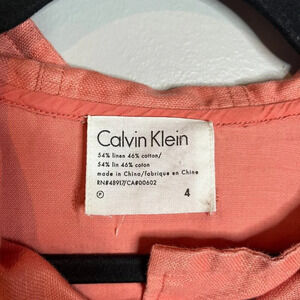 Calvin Klein
54% linen 46% cotton/
54% lin 46% coton
made in China/fabrique en Chine
RN#48917/CA#00602
P 4